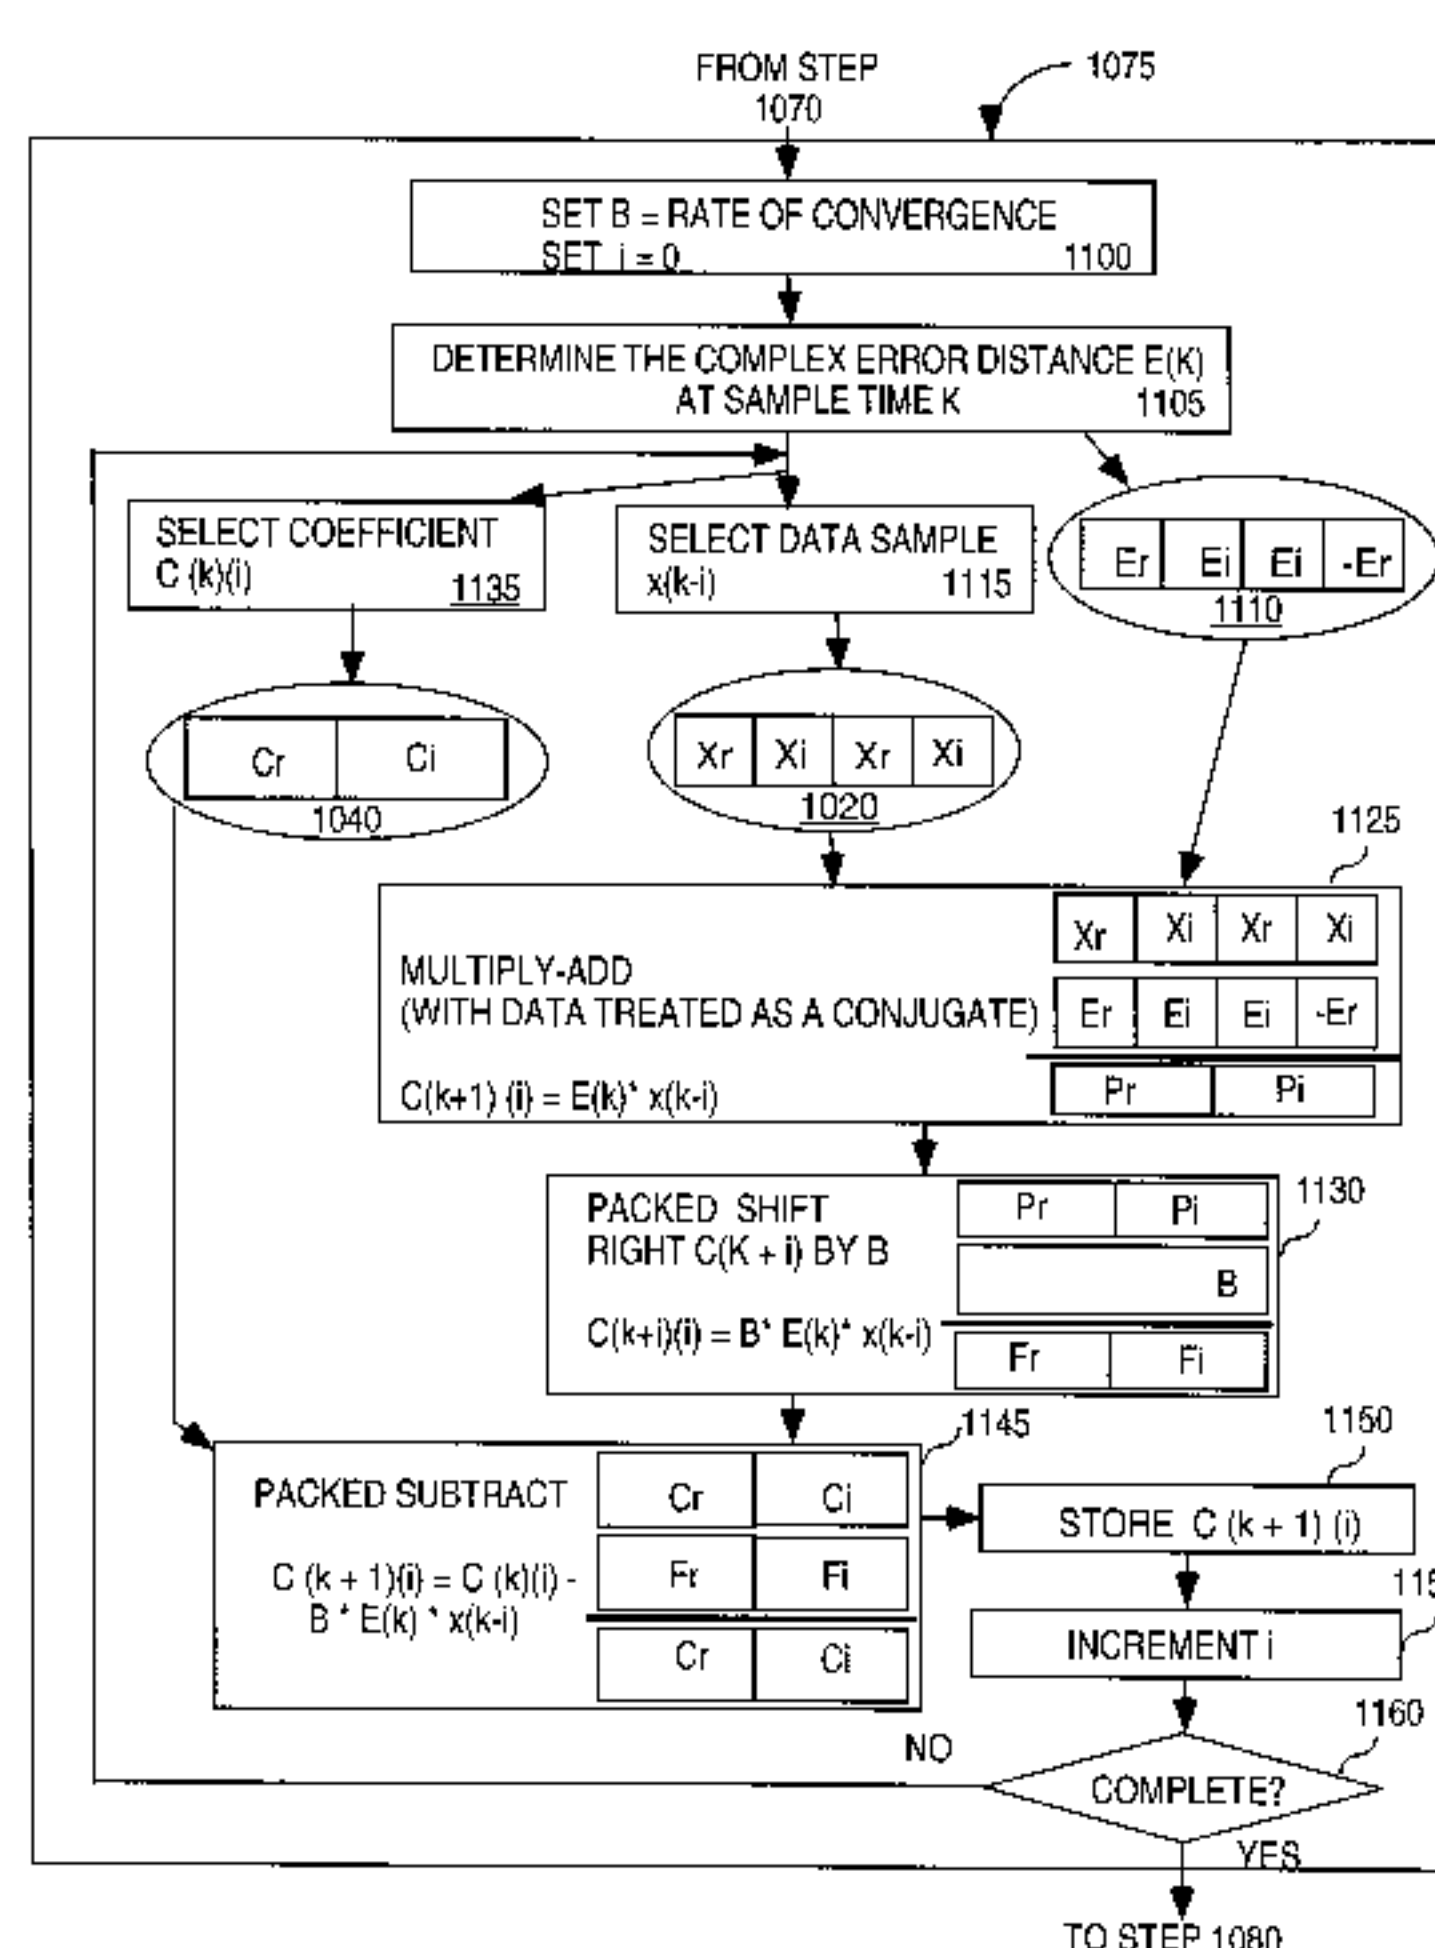 FROM STEP
1070
1075
SET B = RATE OF CONVERGENCE
SET i = 0
1100
DETERMINE THE COMPLEX ERROR DISTANCE E(K)
AT SAMPLE TIME K
1105
SELECT COEFFICIENT
C (k)(i)
1135
SELECT DATA SAMPLE
x(k-i)
1115
Er Ei Ei -Er
1110
Cr Ci
1040
Xr Xi Xr Xi
1020
1125
MULTIPLY-ADD
(WITH DATA TREATED AS A CONJUGATE)
C(k+1) (i) = E(k)* x(k-i)
Xr Xi Xr Xi
Er Ei Ei -Er
Pr Pi
1130
PACKED SHIFT
RIGHT C(K + i) BY B
C(k+i)(i) = B* E(k)* x(k-i)
Pr Pi
B
Fr Fi
1145
PACKED SUBTRACT
C (k + 1)(i) = C (k)(i) -
B * E(k) * x(k-i)
Cr Ci
Fr Fi
Cr Ci
1150
STORE C (k + 1) (i)
INCREMENT i
1160
COMPLETE?
NO
YES
TO STEP 1080